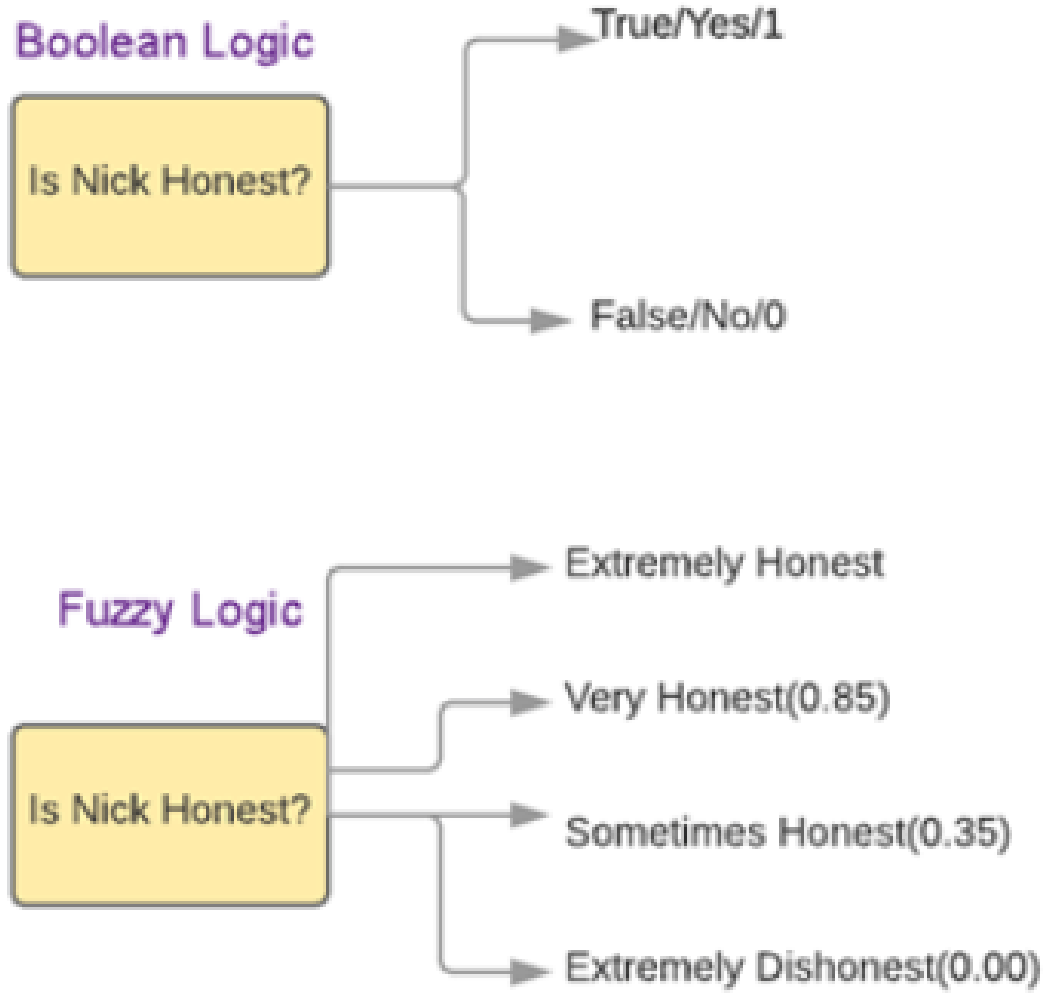 Boolean Logic
True/Yes/1
Is Nick Honest?
False/No/0
Fuzzy Logic
Extremely Honest
Very Honest(0.85)
Is Nick Honest?
Sometimes Honest(0.35)
Extremely Dishonest(0.00)